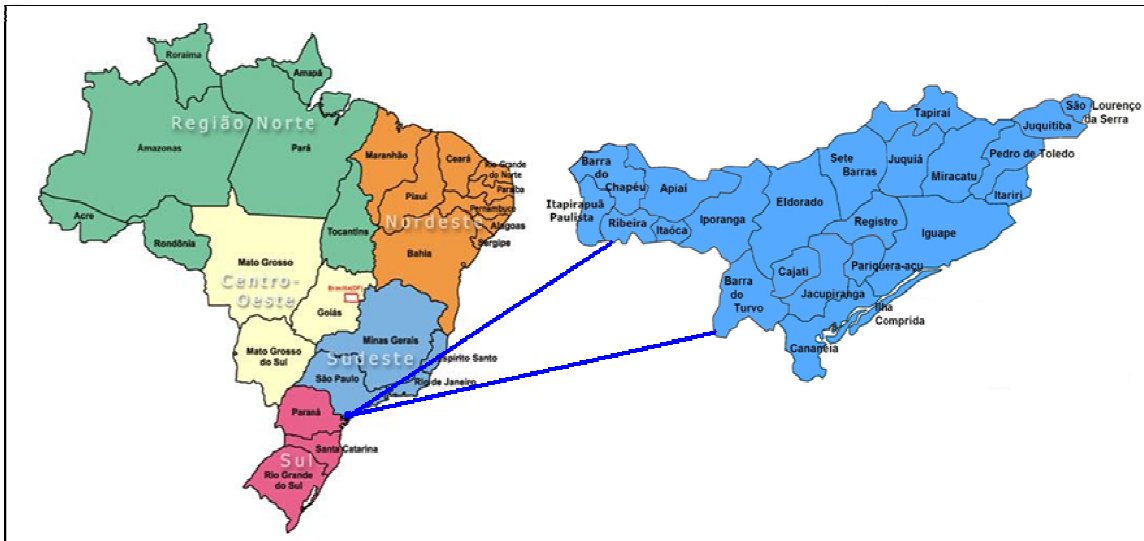 Roraima
Amapá
Região Norte
Amazonas
Pará
Acre
Rondônia
Tocantins
Maranhão
Ceará
Rio Grande
do Norte
Piauí
Paraíba
Pernambuco
Nordeste
Alagoas
Sergipe
Bahia
Mato Grosso
Centro-
Oeste
Brasília(DF)
Goiás
Mato Grosso
do Sul
Minas Gerais
Espírito Santo
Sudeste
São Paulo
Rio de Janeiro
Paraná
Santa Catarina
Sul
Rio Grande
do Sul
São Lourenço
da Serra
Tapiraí
Juquitiba
Pedro de Toledo
Juquiá
Sete
Barras
Miracatu
Itariri
Barra
do
Chapéu
Apiaí
Itapirapuã
Paulista
Ribeira
Itaóca
Iporanga
Eldorado
Registro
Iguape
Cajati
Pariquera-açu
Barra
do
Turvo
Jacupiranga
Ilha
Comprida
Cananéia